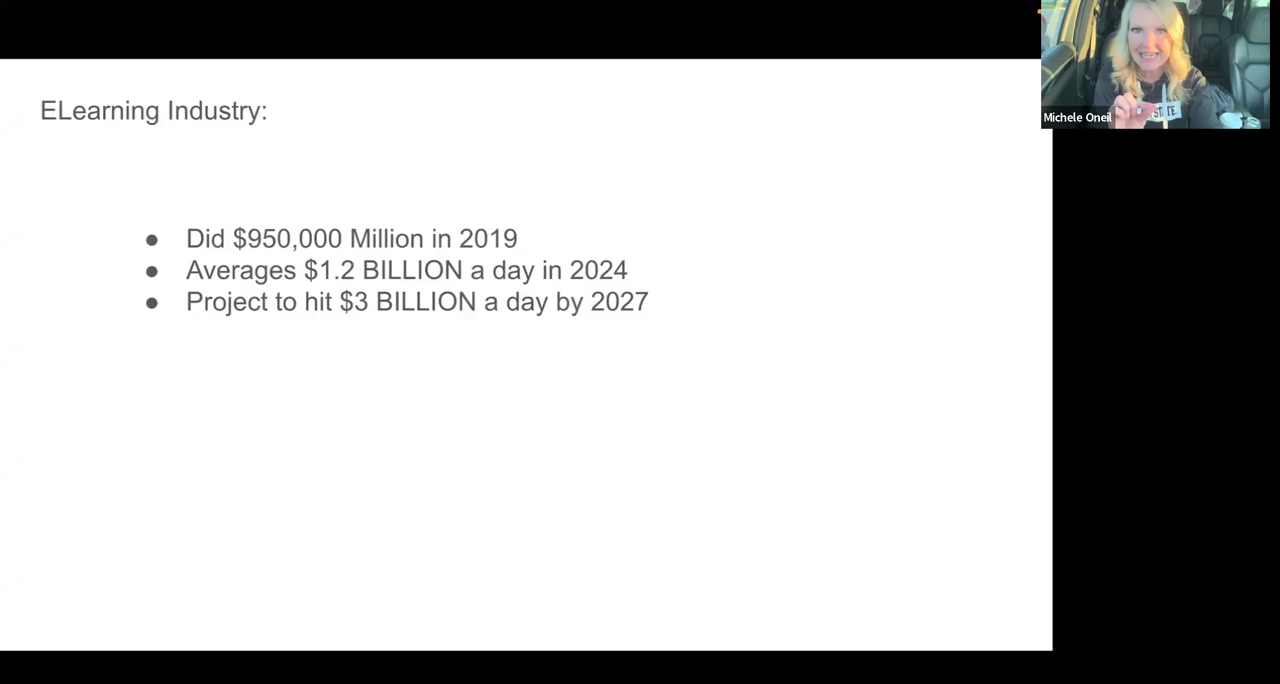 ELearning Industry:
● Did $950,000 Million in 2019
● Averages $1.2 BILLION a day in 2024
● Project to hit $3 BILLION a day by 2027
Michele Oneil